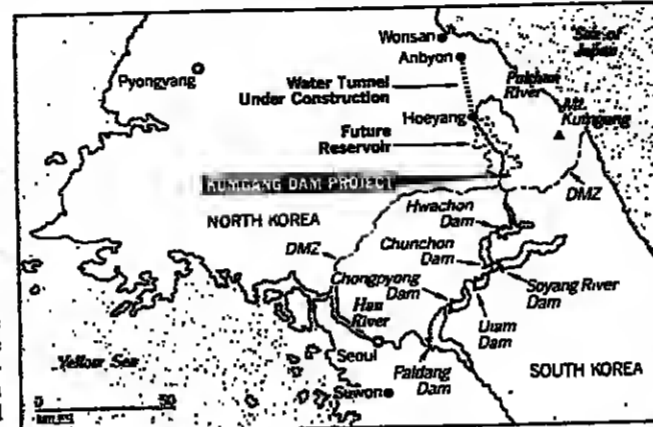 Wonsan
Anbyon
Sea of
Japan
Pyongyang
Water Tunnel
Under Construction
Pukhan
River
Mt.
Kumgang
Hoeyang
Future
Reservoir
KUMGANG DAM PROJECT
DMZ
NORTH KOREA
Hwachon
Dam
Chunchon
Dam
DMZ
Chongpyong
Dam
Soyang River
Dam
Han
River
Uiam
Dam
Yellow Sea
Seoul
SOUTH KOREA
Paldang
Dam
Suwon
0
50